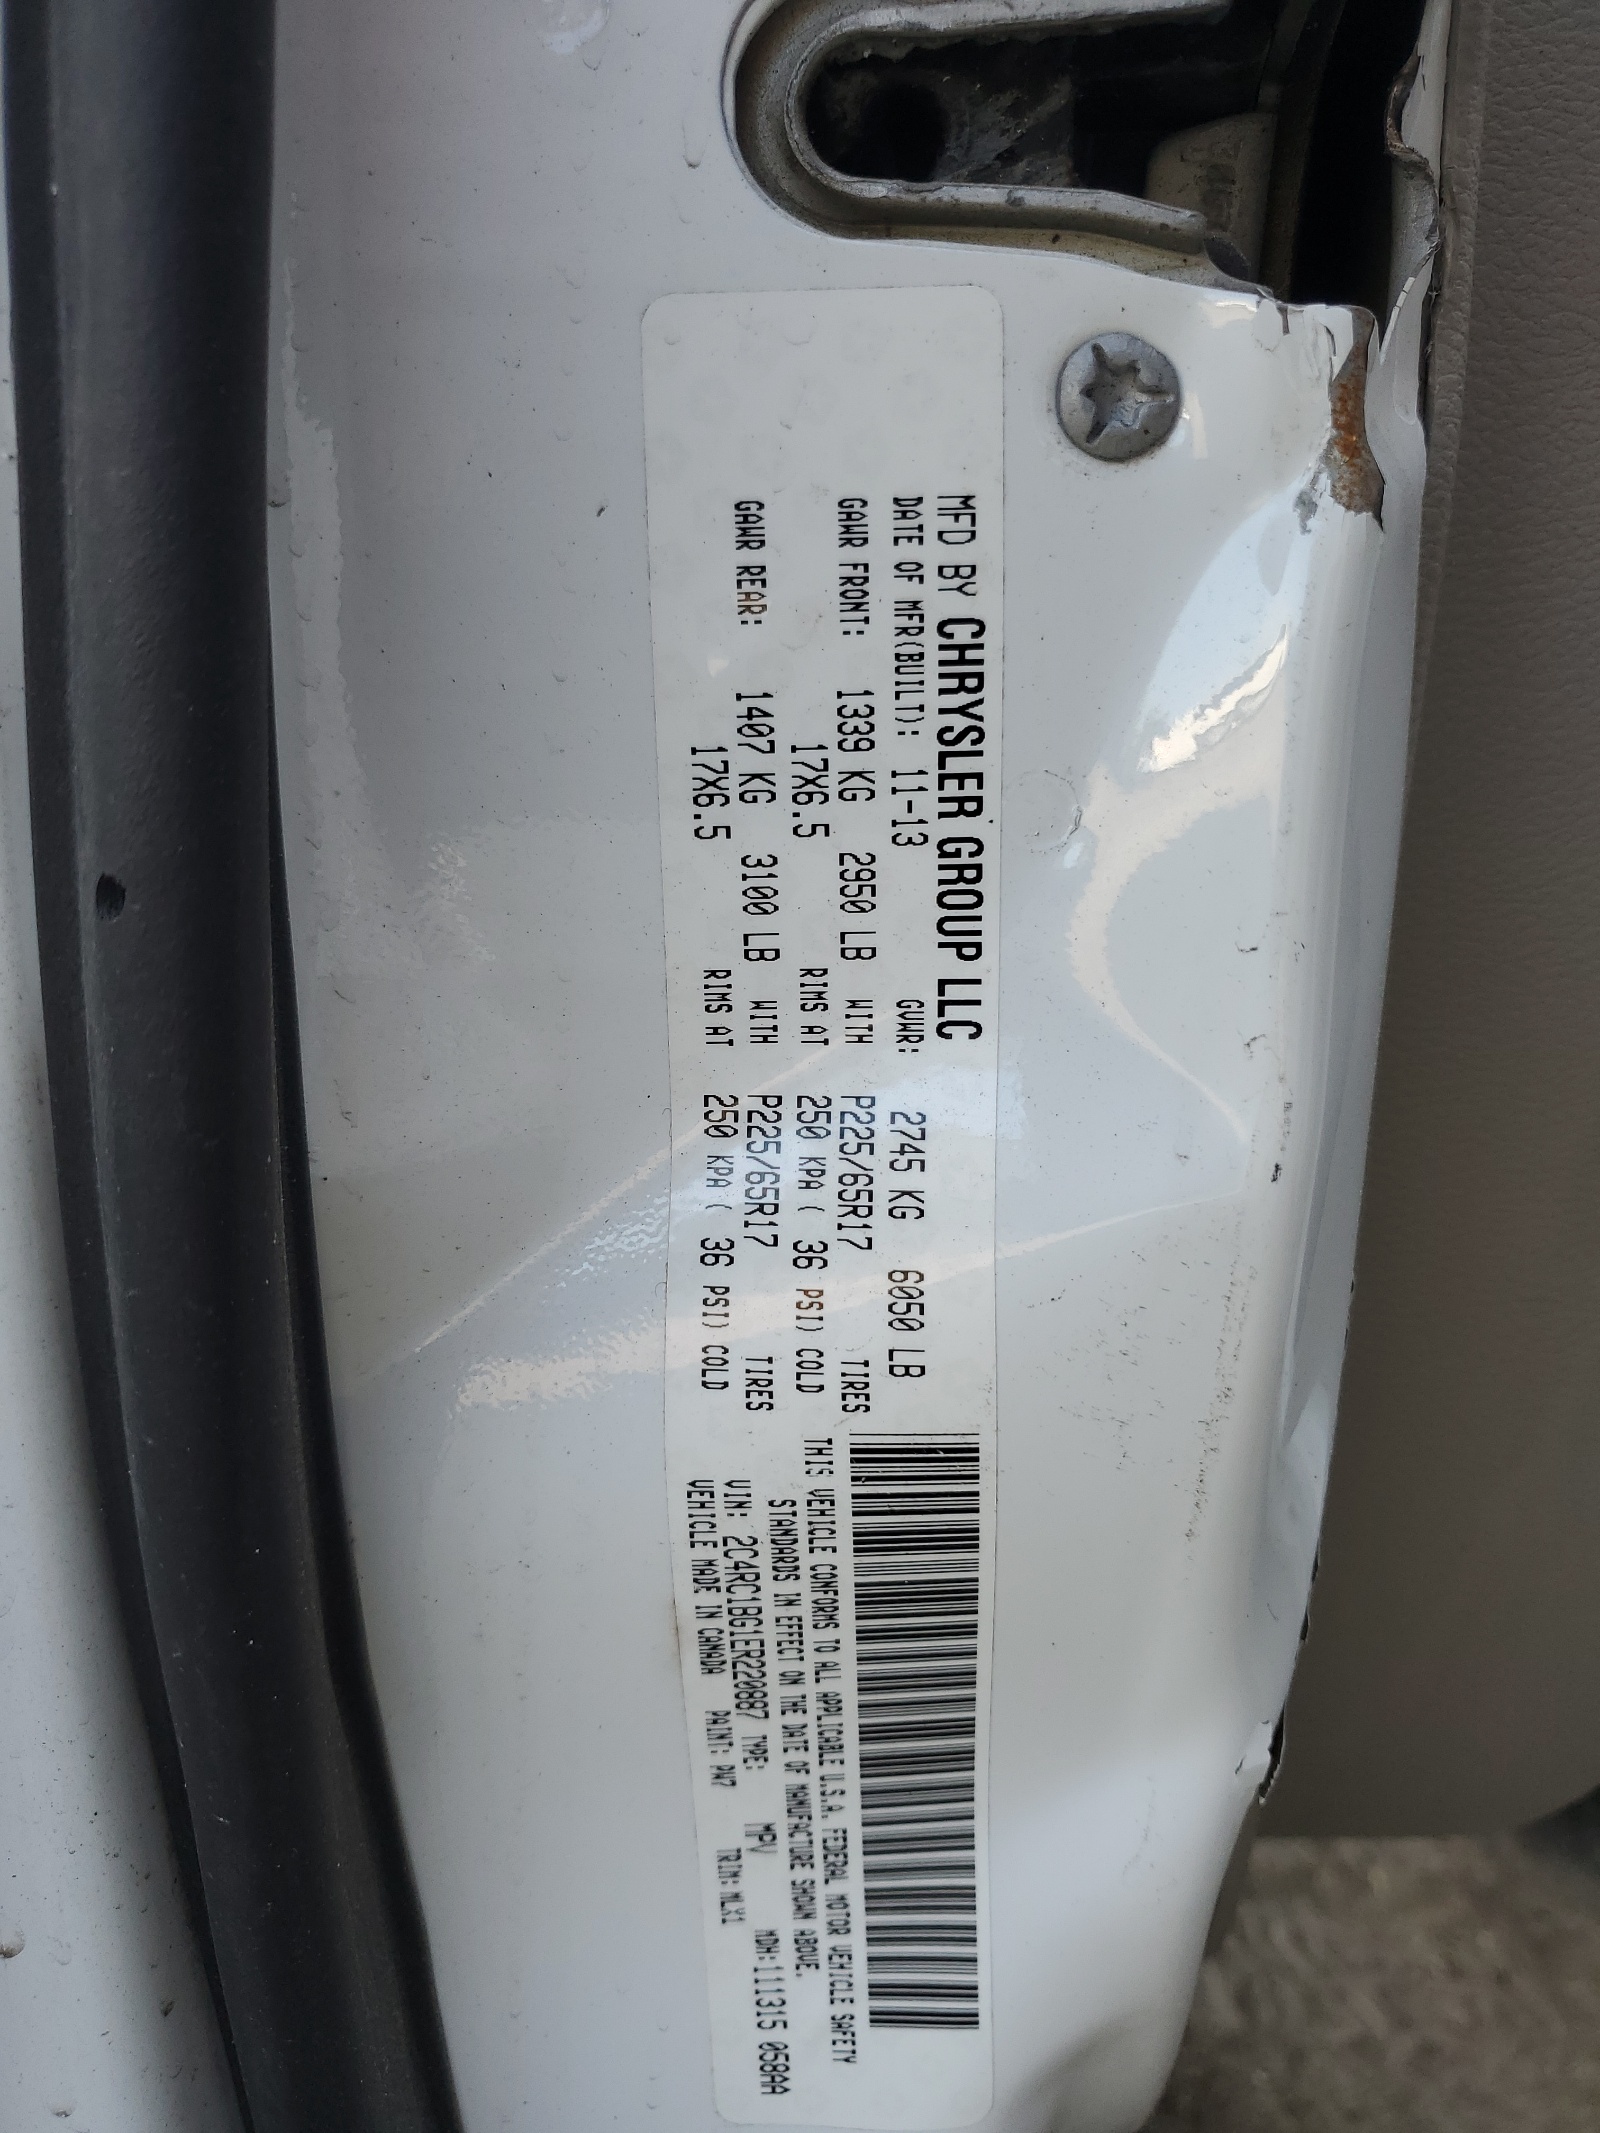 MFD BY CHRYSLER GROUP LLC
DATE OF MFR(BUILT): 11-13 GVWR: 2745 KG 6050 LB
GAWR FRONT: 1339 KG 2950 LB WITH P225/65R17 TIRES
17X6.5 RIMS AT 250 KPA ( 36 PSI) COLD
GAWR REAR: 1407 KG 3100 LB WITH P225/65R17 TIRES
17X6.5 RIMS AT 250 KPA ( 36 PSI) COLD
THIS VEHICLE CONFORMS TO ALL APPLICABLE U.S.A. FEDERAL MOTOR VEHICLE SAFETY
STANDARDS IN EFFECT ON THE DATE OF MANUFACTURE SHOWN ABOVE.
VIN: 2C4RC1BG1ER220887 TYPE: MPV MDH:111315 058AA
VEHICLE MADE IN CANADA PAINT: PW7 TRIM: MLX1